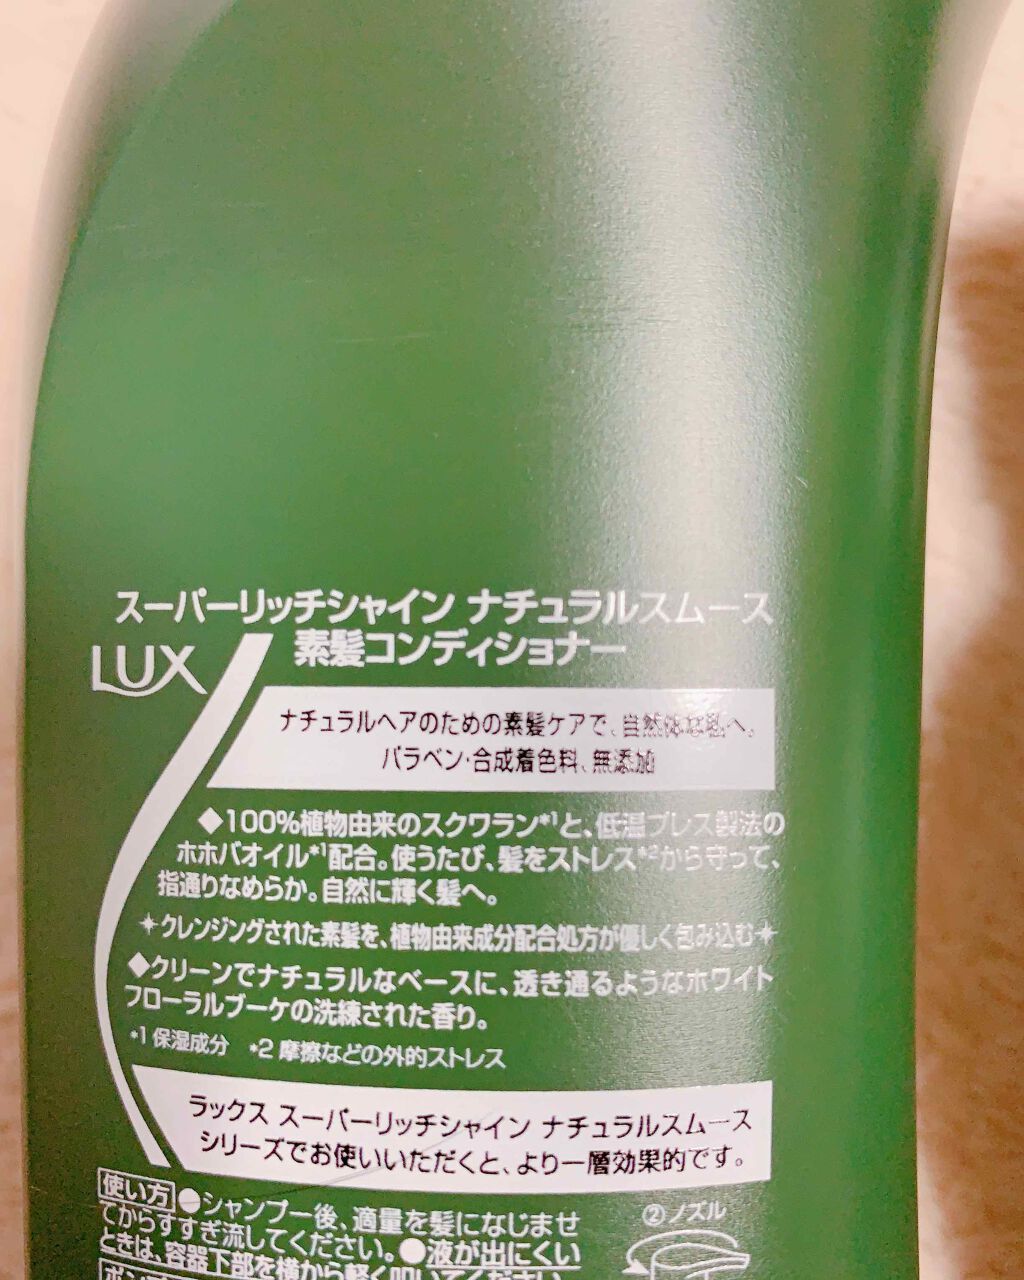 スーパーリッチシャイン ナチュラルスムース
素髪コンディショナー
LUX
ナチュラルヘアのための素髪ケアで、自然体な私へ。
パラベン・合成着色料、無添加
◆100%植物由来のスクワラン*1と、低温プレス製法の
ホホバオイル*1配合。使うたび、髪をストレス*2から守って、
指通りなめらか。自然に輝く髪へ。
✦クレンジングされた素髪を、植物由来成分配合処方が優しく包み込む✦
◆クリーンでナチュラルなベースに、透き通るようなホワイト
フローラルブーケの洗練された香り。
*1 保湿成分 *2 摩擦などの外的ストレス
ラックス スーパーリッチシャイン ナチュラルスムース
シリーズでお使いいただくと、より一層効果的です。
使い方 ●シャンプー後、適量を髪になじませ
てからすすぎ流してください。●液が出にくい
ときは、容器下部を横から軽く叩いてください。
②ノズル